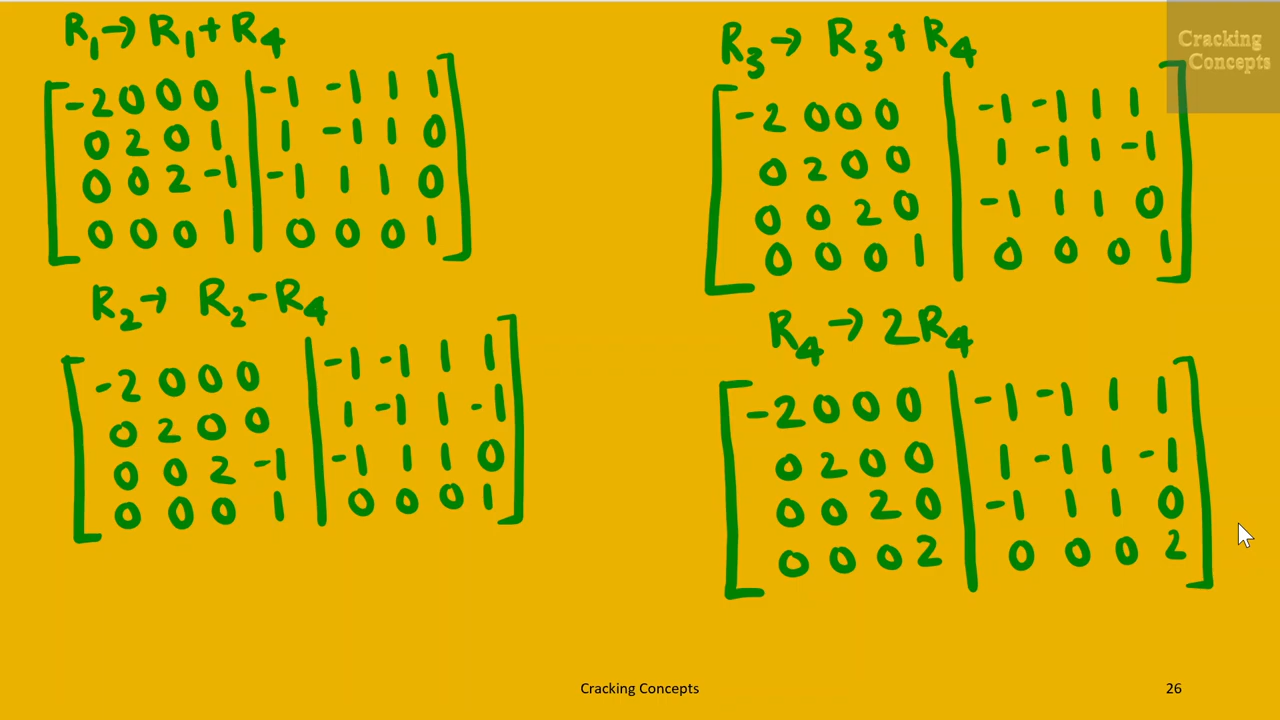 R₁→R₁+R₄
-2 0 0 0 | -1 -1 1 1
0 2 0 1 | 1 -1 1 0
0 0 2 -1 | -1 1 1 0
0 0 0 1 | 0 0 0 1
R₂→ R₂-R₄
-2 0 0 0 | -1 -1 1 1
0 2 0 0 | 1 -1 1 -1
0 0 2 -1 | -1 1 1 0
0 0 0 1 | 0 0 0 1
R₃→ R₃+R₄
-2 0 0 0 | -1 -1 1 1
0 2 0 0 | 1 -1 1 -1
0 0 2 0 | -1 1 1 0
0 0 0 1 | 0 0 0 1
R₄→2R₄
-2 0 0 0 | -1 -1 1 1
0 2 0 0 | 1 -1 1 -1
0 0 2 0 | -1 1 1 0
0 0 0 2 | 0 0 0 2
Cracking
Concepts
Cracking Concepts
26